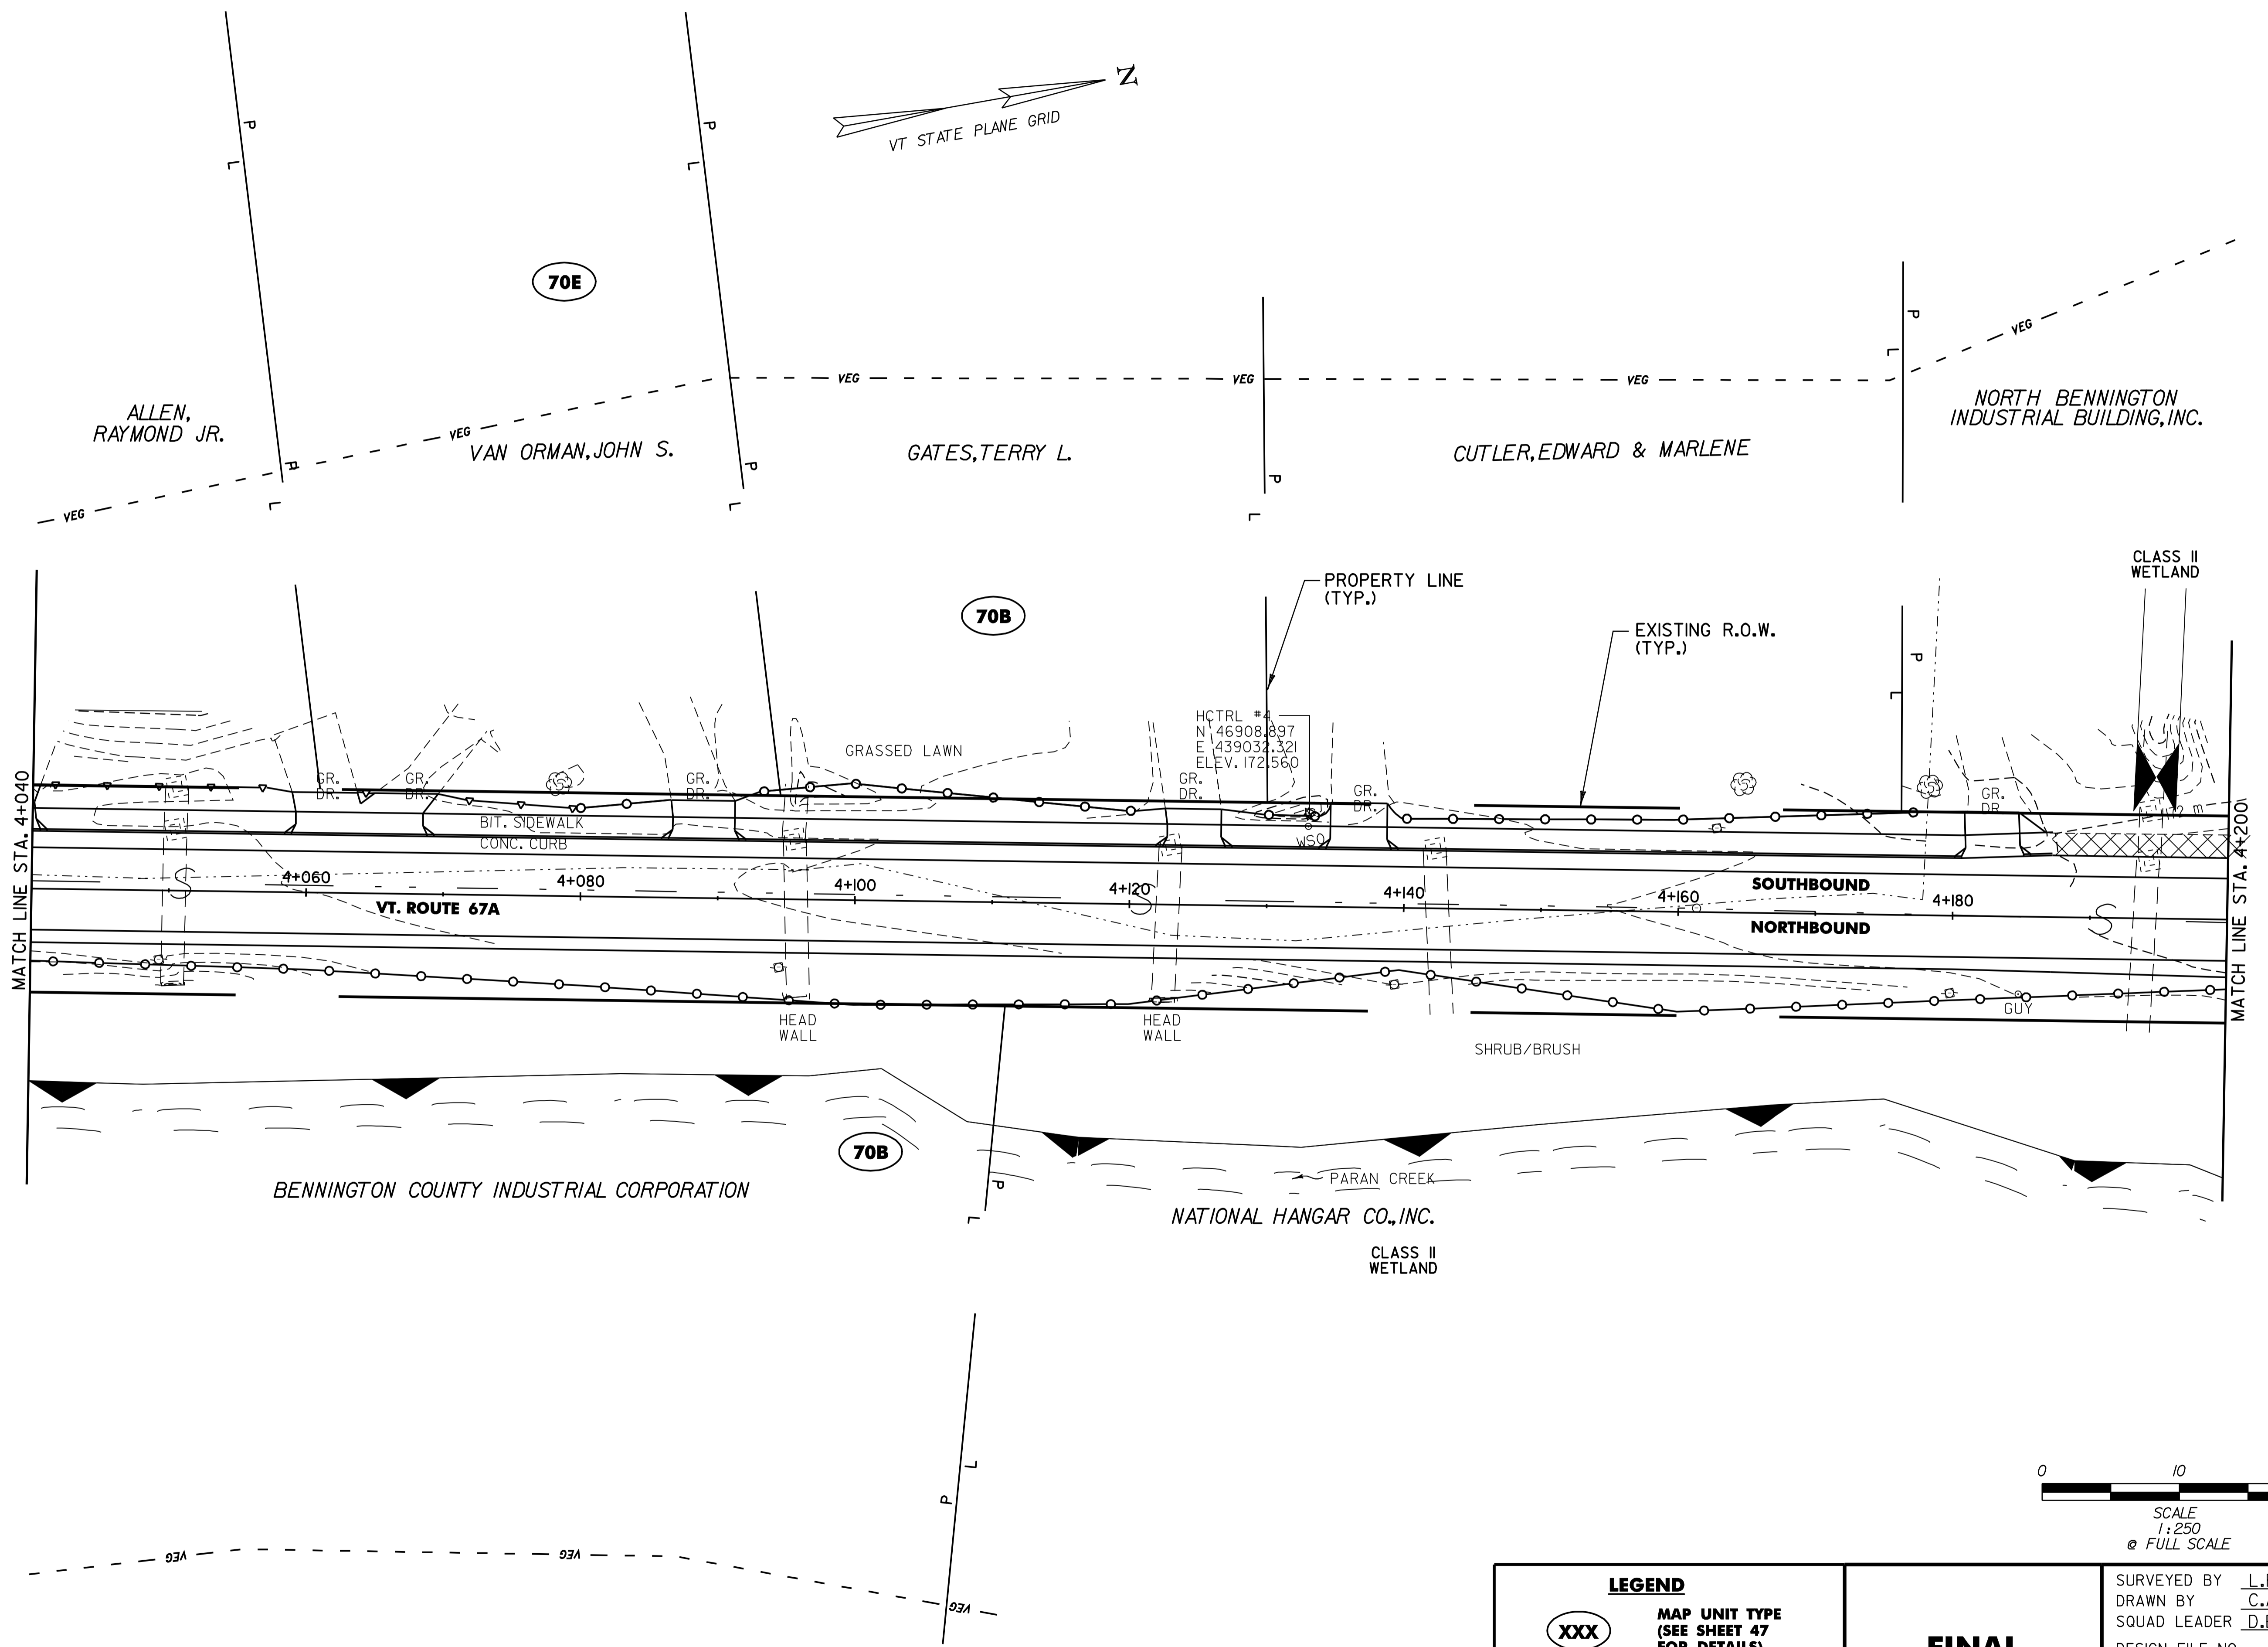 N
VT STATE PLANE GRID
P
L
P
L
70E
P
L
VEG
VEG
VEG
VEG
VEG
VEG
ALLEN,
RAYMOND JR.
VAN ORMAN, JOHN S.
GATES, TERRY L.
CUTLER, EDWARD & MARLENE
NORTH BENNINGTON
INDUSTRIAL BUILDING, INC.
P
L
P
L
P
L
CLASS II
WETLAND
70B
PROPERTY LINE
(TYP.)
EXISTING R.O.W.
(TYP.)
P
L
HCTRL #4
N 46908.897
E 439032.321
ELEV. 172.560
GRASSED LAWN
GR.
DR.
GR.
DR.
GR.
DR.
GR.
DR.
GR.
DR.
GR.
DR.
BIT. SIDEWALK
CONC. CURB
WSO
MATCH LINE STA. 4+040
MATCH LINE STA. 4+200
4+060
4+080
4+100
4+120
4+140
4+160
4+180
VT. ROUTE 67A
SOUTHBOUND
NORTHBOUND
HEAD
WALL
HEAD
WALL
GUY
SHRUB/BRUSH
70B
PARAN CREEK
BENNINGTON COUNTY INDUSTRIAL CORPORATION
P
L
NATIONAL HANGAR CO., INC.
CLASS II
WETLAND
L
P
VEG
VEG
VEG
0 10
SCALE
1:250
@ FULL SCALE
LEGEND
XXX
MAP UNIT TYPE
(SEE SHEET 47
FOR DETAILS)
FINAL
SURVEYED BY
DRAWN BY
SQUAD LEADER
DESIGN FILE NO.